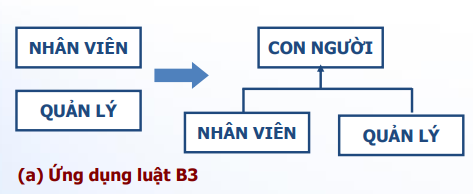 NHÂN VIÊN
QUẢN LÝ
CON NGƯỜI
NHÂN VIÊN
QUẢN LÝ
(a) Ứng dụng luật B3